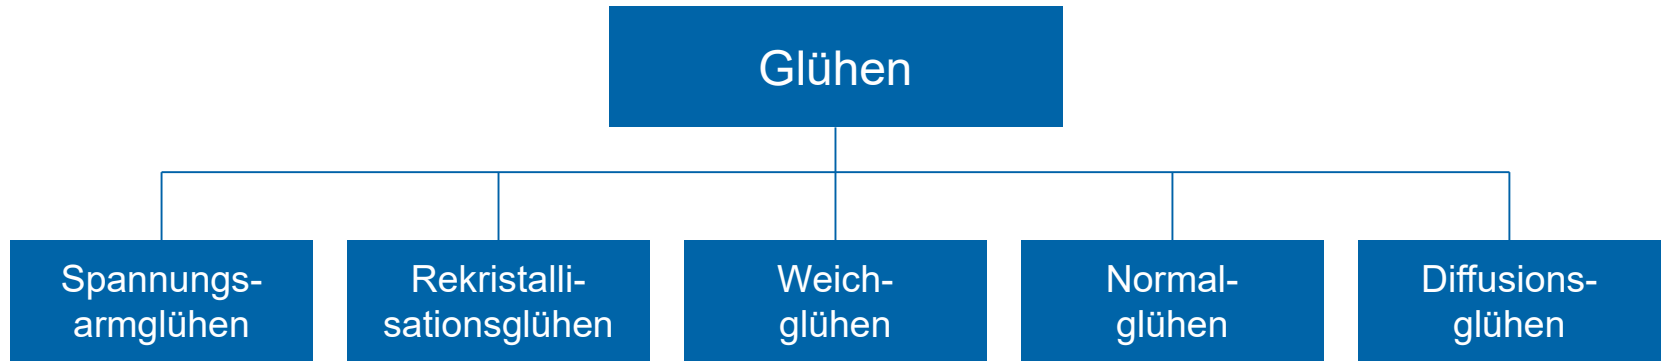 Glühen
Spannungs-
armglühen
Rekristalli-
sationsglühen
Weich-
glühen
Normal-
glühen
Diffusions-
glühen